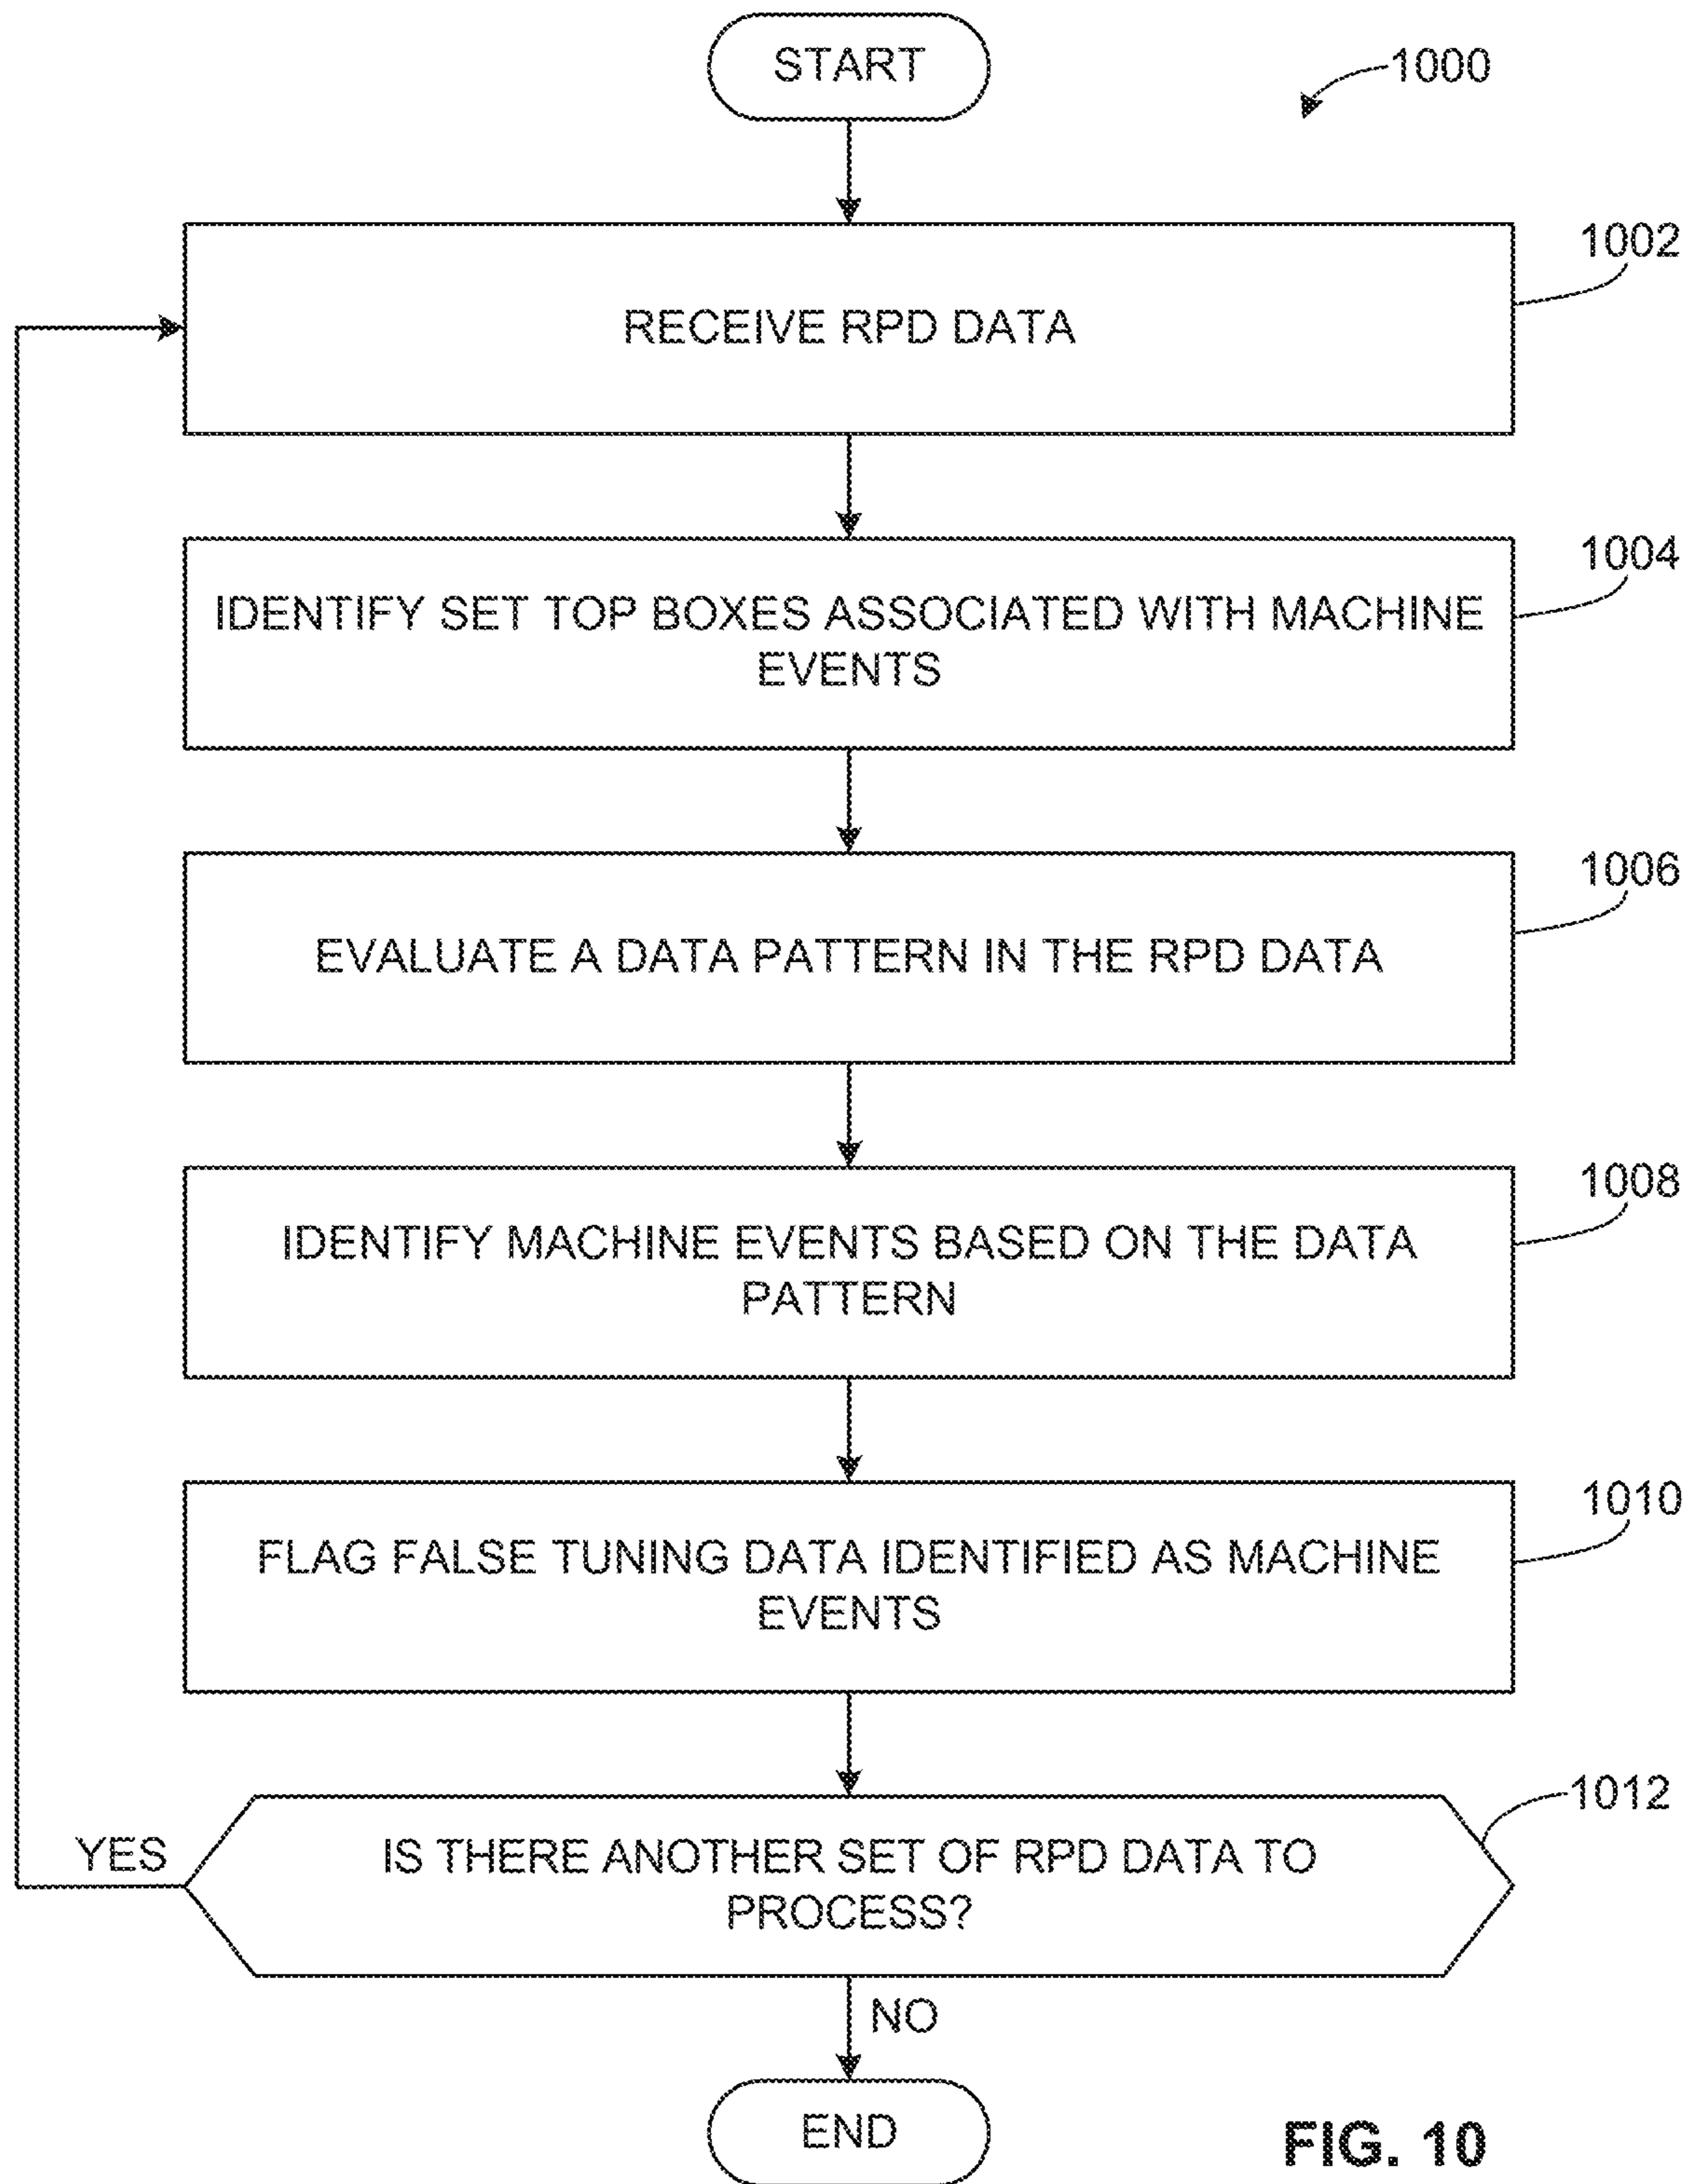 START
1000
1002
RECEIVE RPD DATA
1004
IDENTIFY SET TOP BOXES ASSOCIATED WITH MACHINE
EVENTS
1006
EVALUATE A DATA PATTERN IN THE RPD DATA
1008
IDENTIFY MACHINE EVENTS BASED ON THE DATA
PATTERN
1010
FLAG FALSE TUNING DATA IDENTIFIED AS MACHINE
EVENTS
1012
YES
IS THERE ANOTHER SET OF RPD DATA TO
PROCESS?
NO
END
FIG. 10